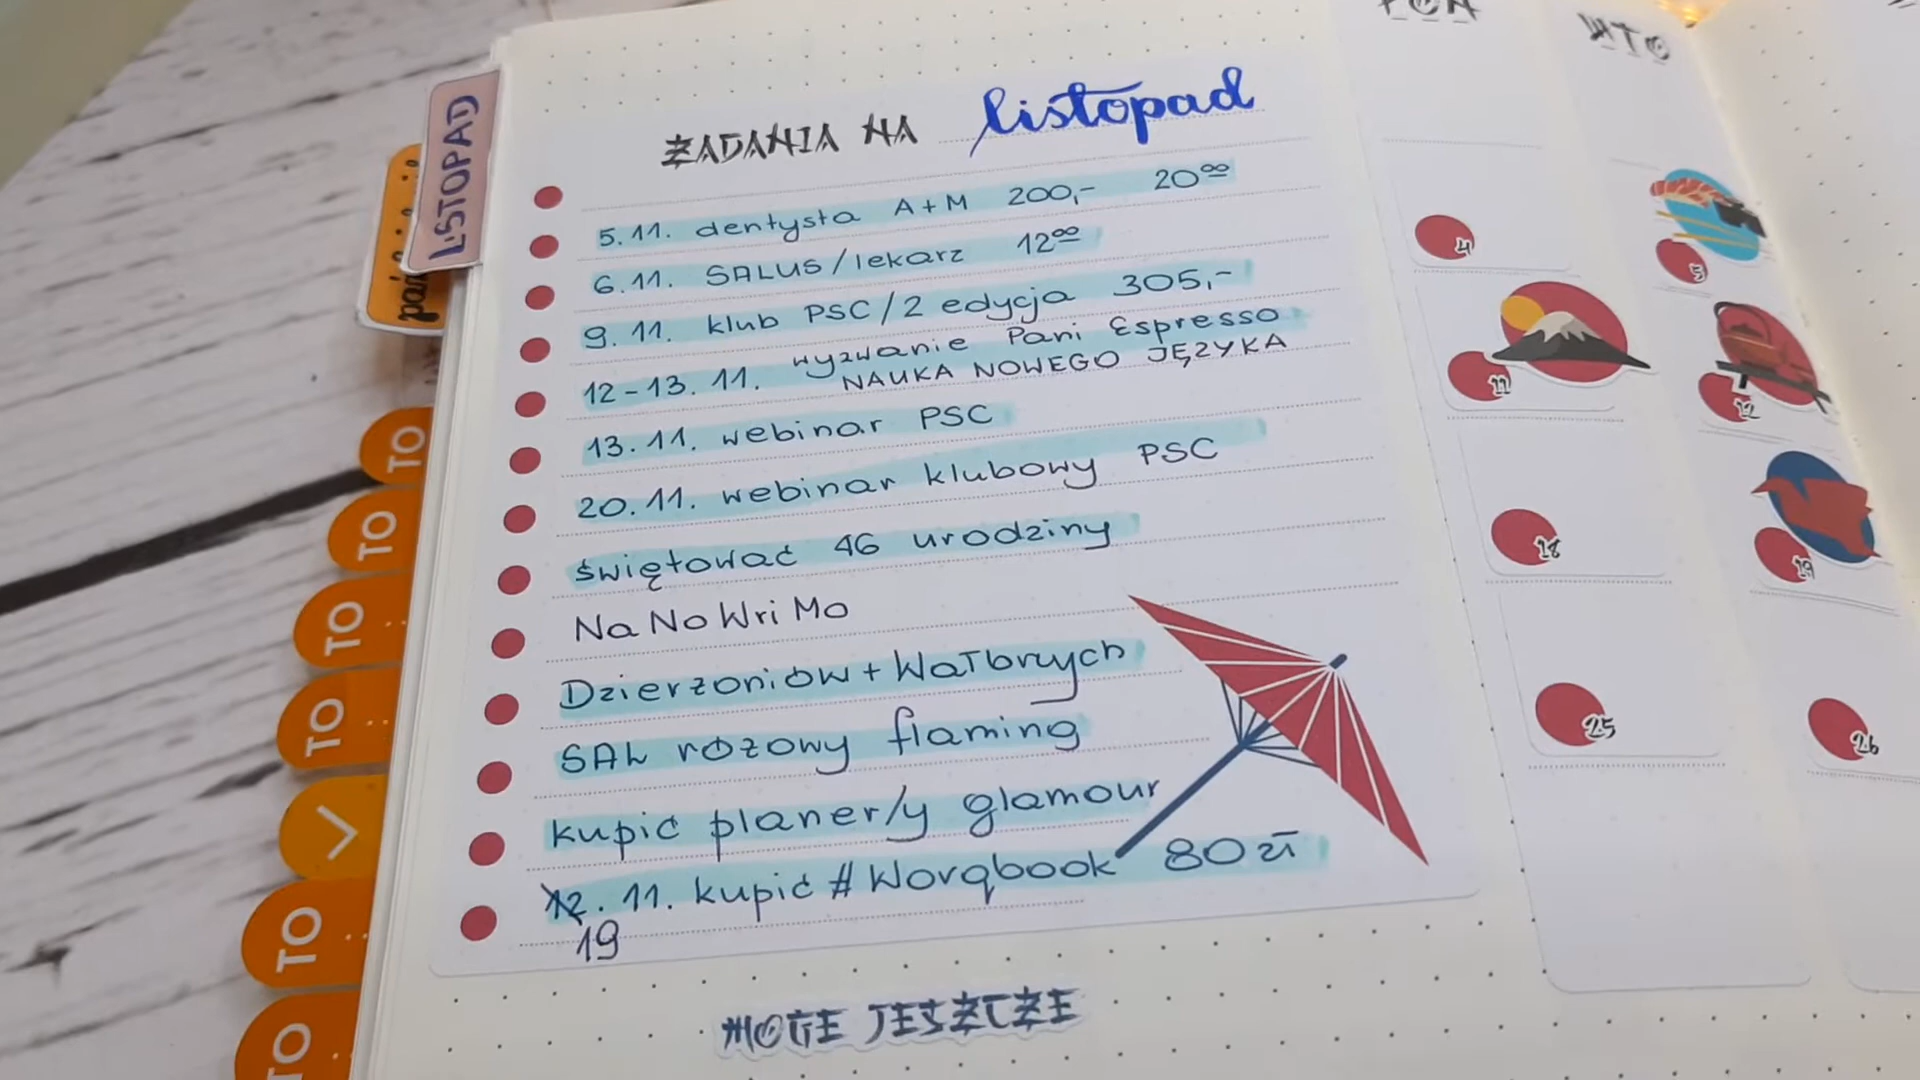 LISTOPAD
ZADANIA NA listopad
5.11. dentysta A+M 200,- 20⁰⁰
6.11. SALUS/lekarz 12⁰⁰
9.11. klub PSC/2 edycja 305,-
12-13.11. wyzwanie Pani Espresso
NAUKA NOWEGO JĘZYKA
13.11. webinar PSC
20.11. webinar klubowy PSC
świętować 46 urodziny
NaNoWriMo
Dzierżoniów + Wałbrzych
SAL różowy flaming
kupić planer/y glamour
12.11. kupić #Worqbook 80 zł
19
MOGĘ JESZCZE
PON
WTO
4
5
11
12
18
19
25
26
TO
TO
TO
TO
TO
TO